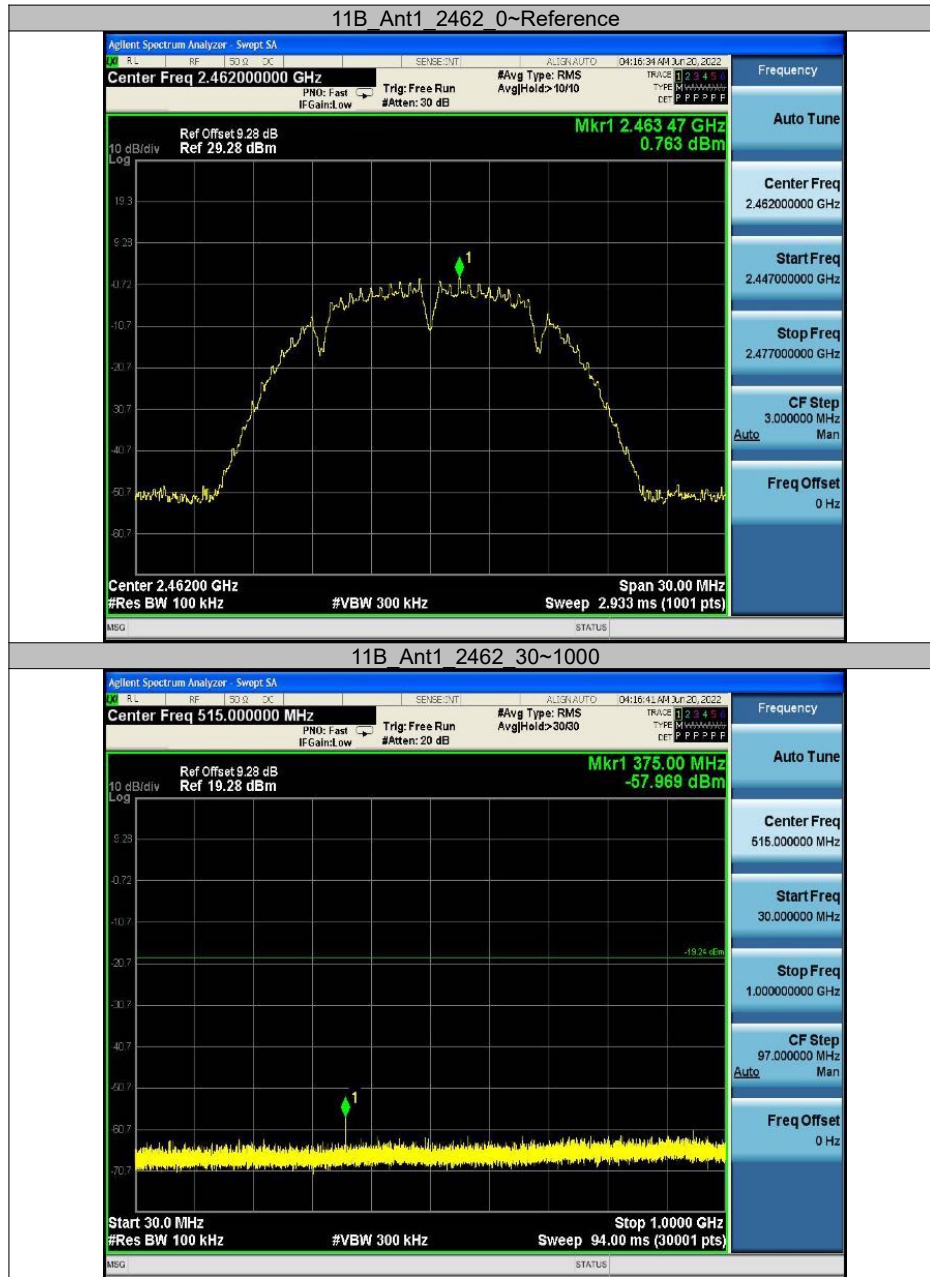 11B_Ant1_2462_0~Reference
Agilent Spectrum Analyzer - Swept SA
RL RF 50 Ω DC SENSE:INT ALIGNAUTO 04:16:34 AM Jun 20, 2022
Center Freq 2.462000000 GHz
PNO: Fast
IFGain:Low
Trig: Free Run
#Atten: 30 dB
#Avg Type: RMS
Avg|Hold:>10/10
TRACE 1 2 3 4 5 6
TYPE M
DET P P P P P P
Frequency
Auto Tune
Mkr1 2.463 47 GHz
0.763 dBm
Ref Offset 9.28 dB
10 dB/div Ref 29.28 dBm
Log
19.3
9.28
-0.72
-10.7
-20.7
-30.7
-40.7
-50.7
-60.7
1
Center Freq
2.462000000 GHz
Start Freq
2.447000000 GHz
Stop Freq
2.477000000 GHz
CF Step
3.000000 MHz
Auto Man
Freq Offset
0 Hz
Center 2.46200 GHz Span 30.00 MHz
#Res BW 100 kHz #VBW 300 kHz Sweep 2.933 ms (1001 pts)
MSG STATUS
11B_Ant1_2462_30~1000
Agilent Spectrum Analyzer - Swept SA
RL RF 50 Ω DC SENSE:INT ALIGNAUTO 04:16:41 AM Jun 20, 2022
Center Freq 515.000000 MHz
PNO: Fast
IFGain:Low
Trig: Free Run
#Atten: 20 dB
#Avg Type: RMS
Avg|Hold:>30/30
TRACE 1 2 3 4 5 6
TYPE M
DET P P P P P P
Frequency
Auto Tune
Mkr1 375.00 MHz
-57.969 dBm
Ref Offset 9.28 dB
10 dB/div Ref 19.28 dBm
Log
9.28
-0.72
-10.7
-20.7
-30.7
-40.7
-50.7
-60.7
-70.7
-19.24 dBm
1
Center Freq
515.000000 MHz
Start Freq
30.000000 MHz
Stop Freq
1.000000000 GHz
CF Step
97.000000 MHz
Auto Man
Freq Offset
0 Hz
Start 30.0 MHz Stop 1.0000 GHz
#Res BW 100 kHz #VBW 300 kHz Sweep 94.00 ms (30001 pts)
MSG STATUS